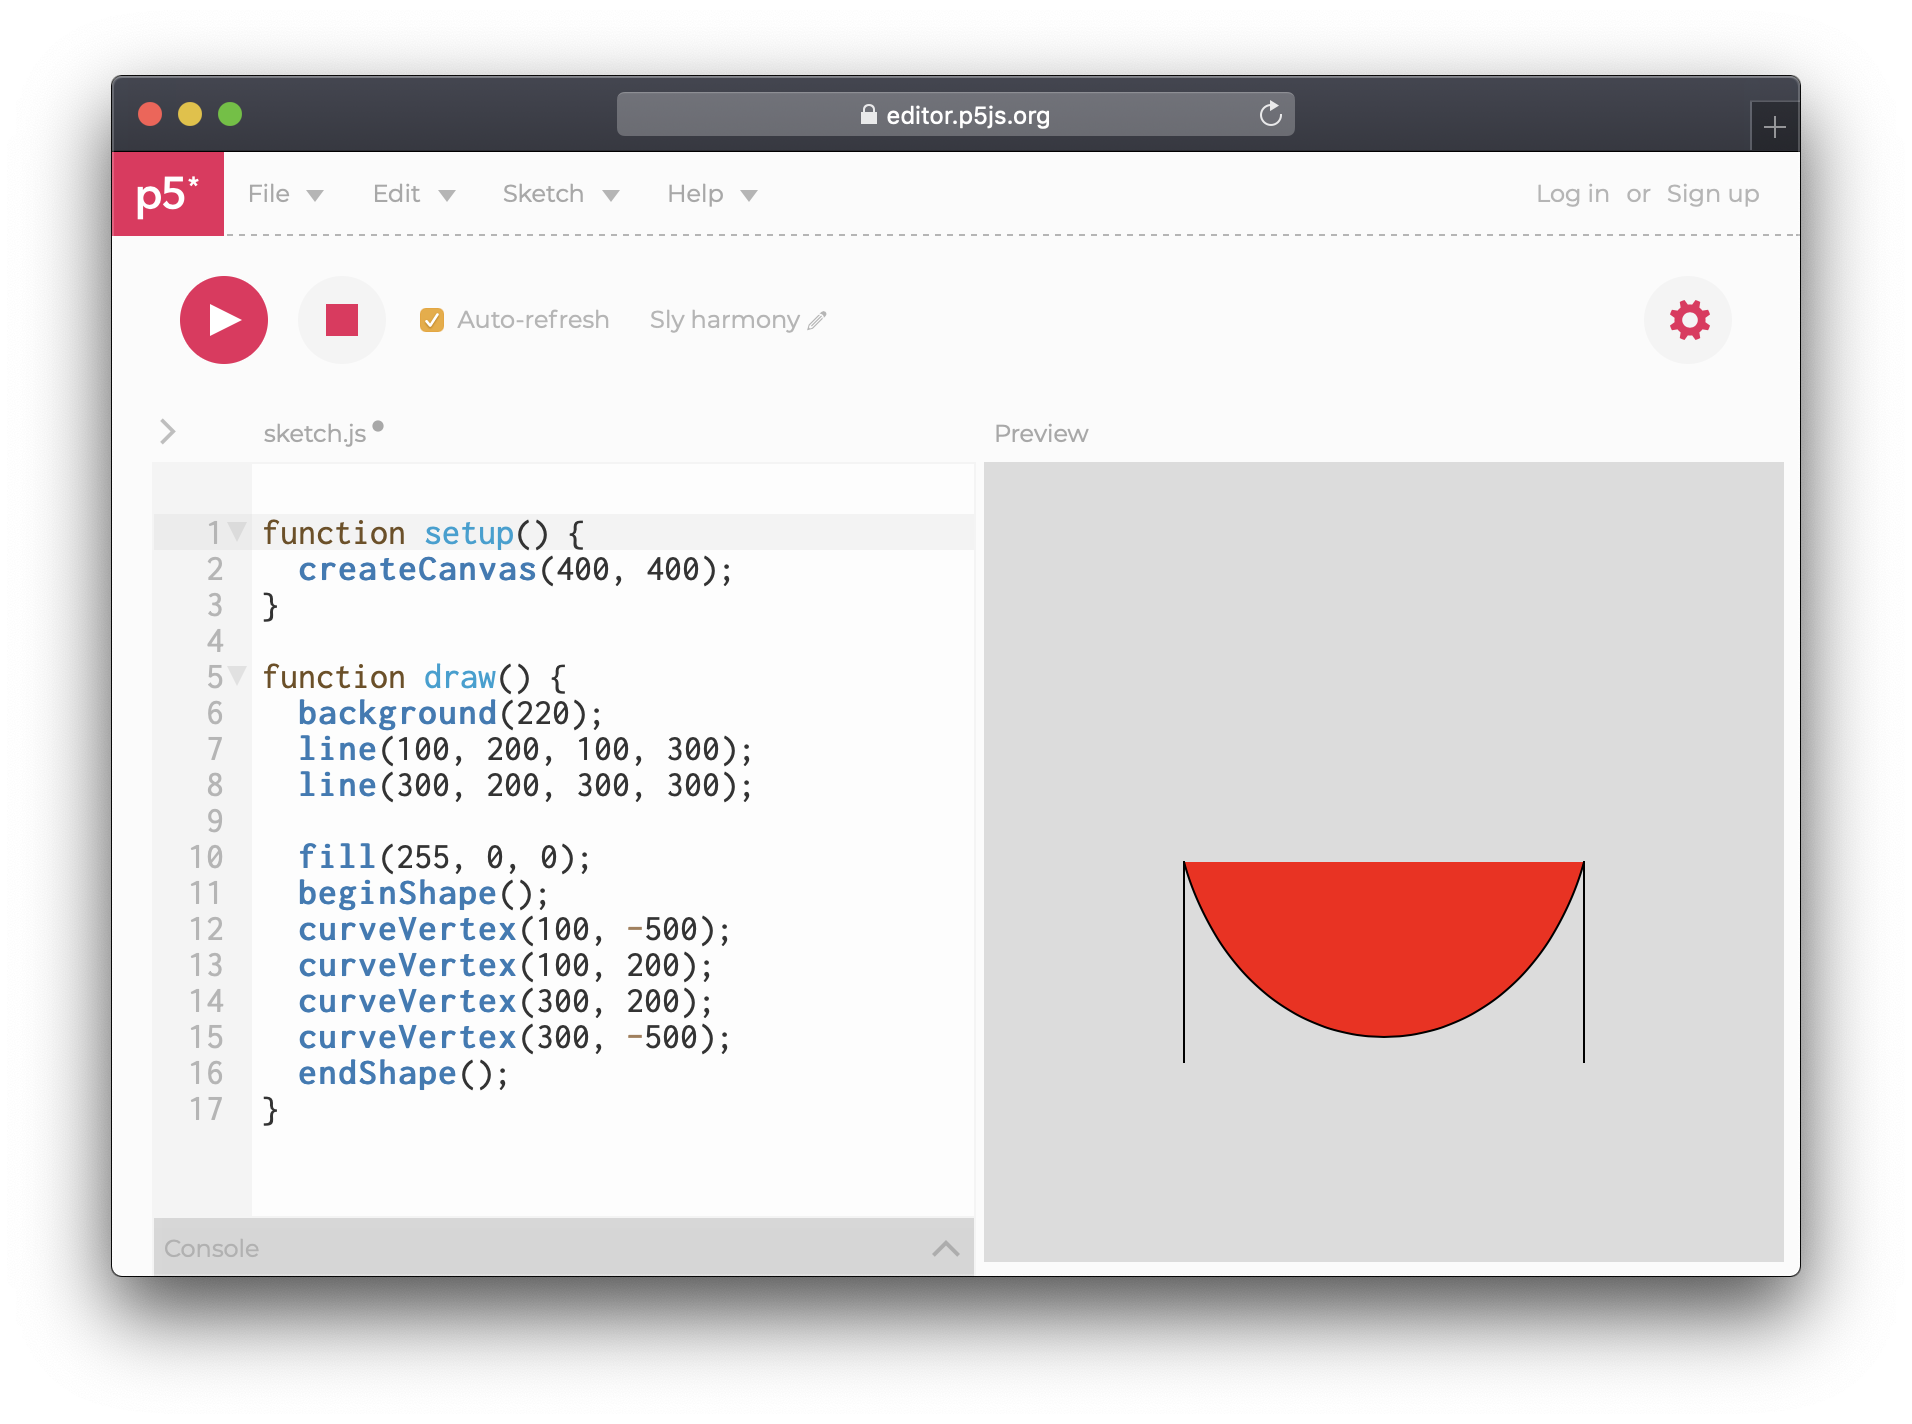 editor.p5js.org
p5* File Edit Sketch Help Log in or Sign up
Auto-refresh Sly harmony
sketch.js Preview
1 function setup() {
2   createCanvas(400, 400);
3 }
4
5 function draw() {
6   background(220);
7   line(100, 200, 100, 300);
8   line(300, 200, 300, 300);
9
10   fill(255, 0, 0);
11   beginShape();
12   curveVertex(100, -500);
13   curveVertex(100, 200);
14   curveVertex(300, 200);
15   curveVertex(300, -500);
16   endShape();
17 }
Console